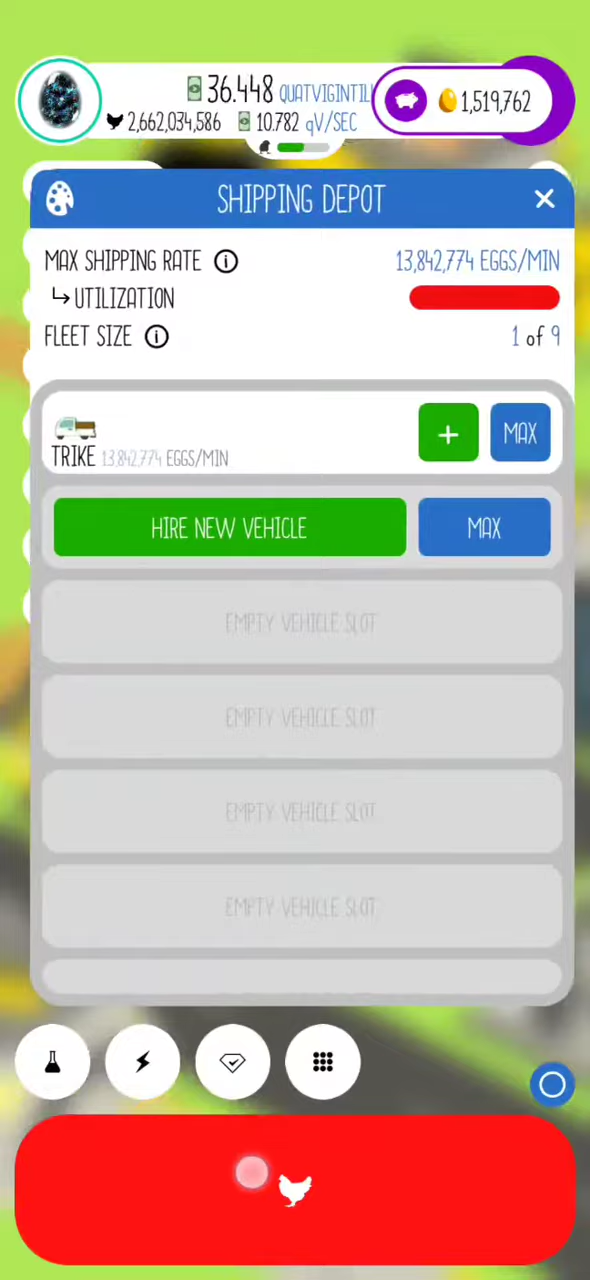 36.448 QUATVIGINTIL
1,519,762
2,662,034,586 10.782 qV/SEC
SHIPPING DEPOT
MAX SHIPPING RATE 13,842,774 EGGS/MIN
UTILIZATION
FLEET SIZE 1 of 9
TRIKE 13,842,774 EGGS/MIN
+ MAX
HIRE NEW VEHICLE MAX
EMPTY VEHICLE SLOT
EMPTY VEHICLE SLOT
EMPTY VEHICLE SLOT
EMPTY VEHICLE SLOT